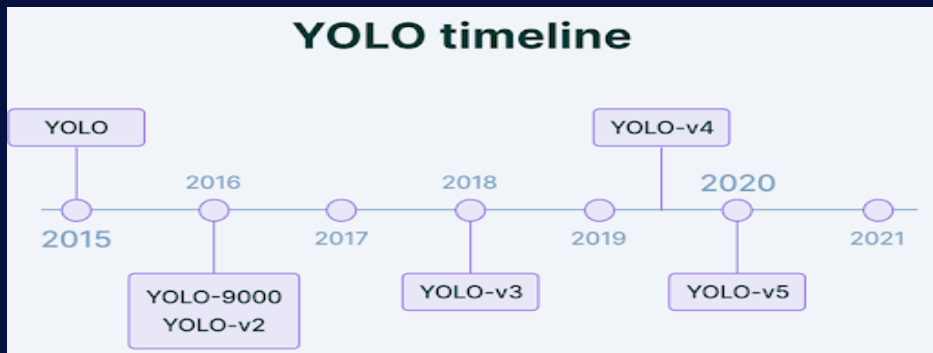 YOLO timeline
YOLO
YOLO-v4
2016
2018
2020
2015
2017
2019
2021
YOLO-9000
YOLO-v2
YOLO-v3
YOLO-v5